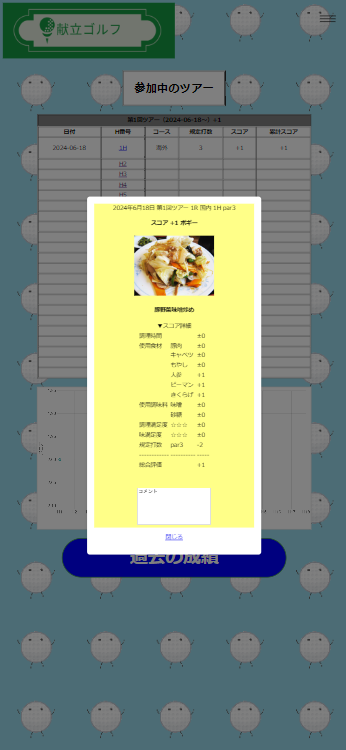 献立ゴルフ
参加中のツアー
第1回ツアー（2024-06-18～）+1
日付 H番号 コース 規定打数 スコア 累計スコア
2024-06-18 1H 海外 3 +1 +1
H2
H3
H4
2024年6月18日 第1回ツアー 1R 国内 1H par3
スコア +1 ボギー
豚野菜味噌炒め
▼スコア詳細
調理時間 ±0
使用食材 豚肉 ±0
キャベツ ±0
もやし ±0
人参 +1
ピーマン +1
きくらげ +1
使用調味料 味噌 ±0
砂糖 ±0
調理満足度 ☆☆☆ ±0
味満足度 ☆☆☆ ±0
規定打数 par3 -2
------------ ---------- -----
総合評価 +1
コメント
閉じる
過去の成績